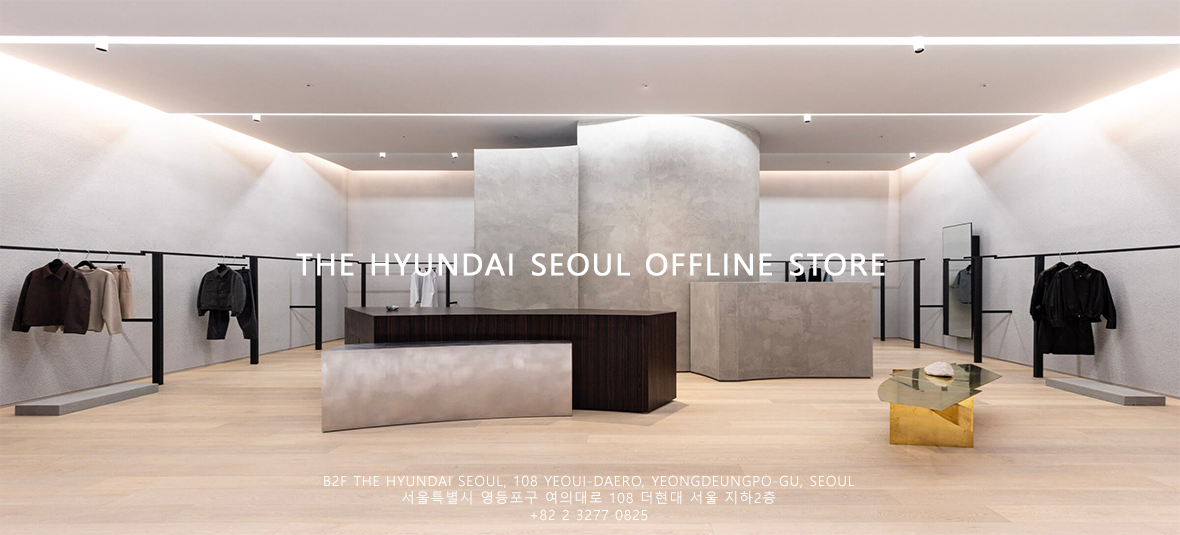 THE HYUNDAI SEOUL OFFLINE STORE
B2F THE HYUNDAI SEOUL, 108 YEOUI-DAERO, YEONGDEUNGPO-GU, SEOUL
서울특별시 영등포구 여의대로 108 더현대 서울 지하2층
+82 2 3277 0825